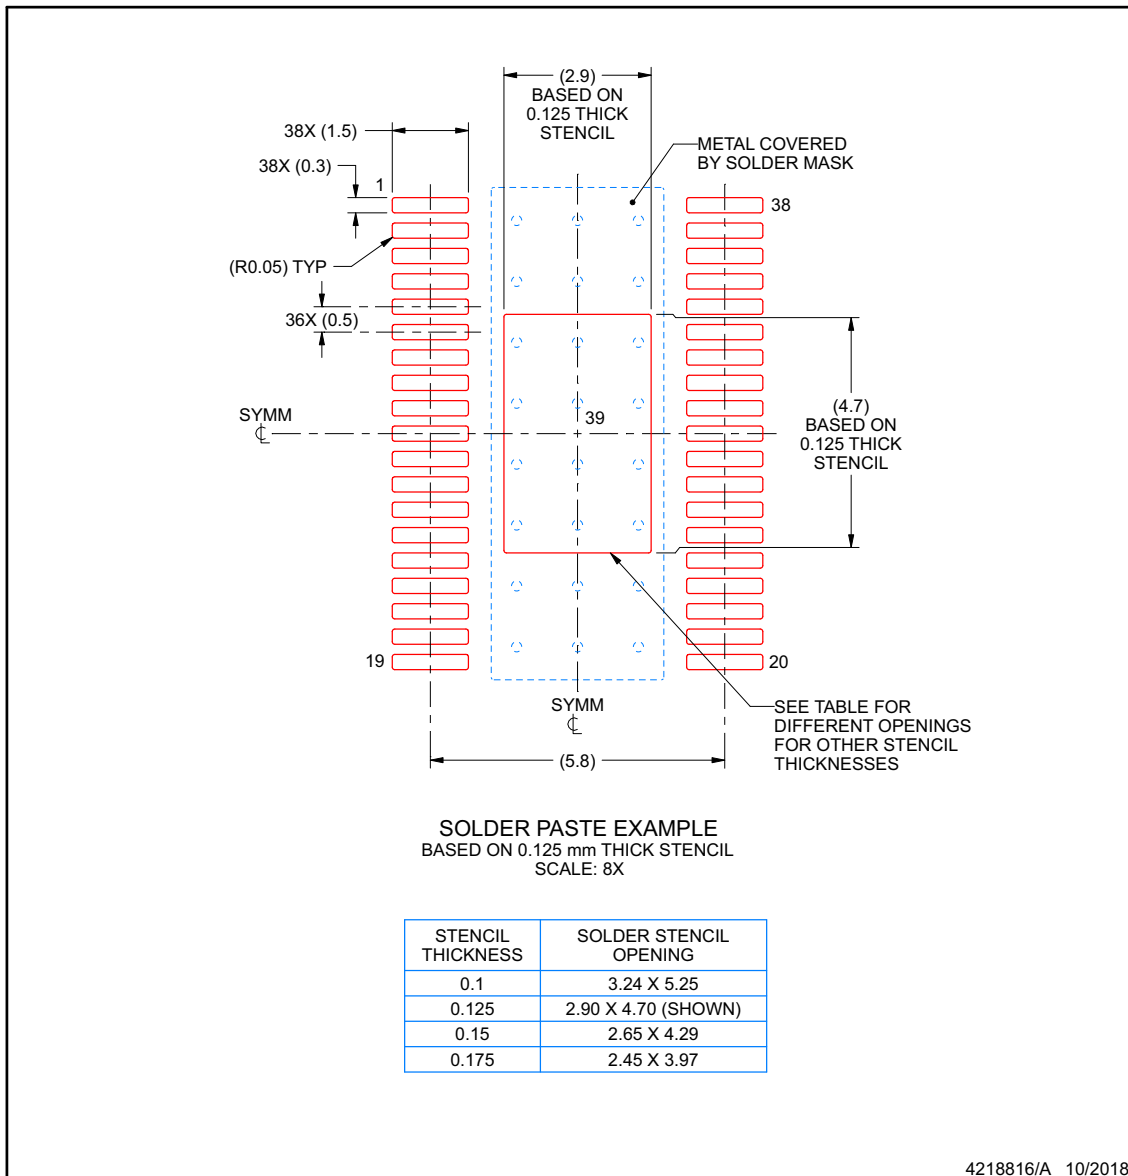 (2.9)
BASED ON
0.125 THICK
STENCIL
38X (1.5)
METAL COVERED
BY SOLDER MASK
38X (0.3)
1
38
(R0.05) TYP
36X (0.5)
(4.7)
BASED ON
0.125 THICK
STENCIL
SYMM
39
19
20
SYMM
SEE TABLE FOR
DIFFERENT OPENINGS
FOR OTHER STENCIL
THICKNESSES
(5.8)
SOLDER PASTE EXAMPLE
BASED ON 0.125 mm THICK STENCIL
SCALE: 8X
STENCIL THICKNESS
SOLDER STENCIL OPENING
0.1
3.24 X 5.25
0.125
2.90 X 4.70 (SHOWN)
0.15
2.65 X 4.29
0.175
2.45 X 3.97
4218816/A 10/2018